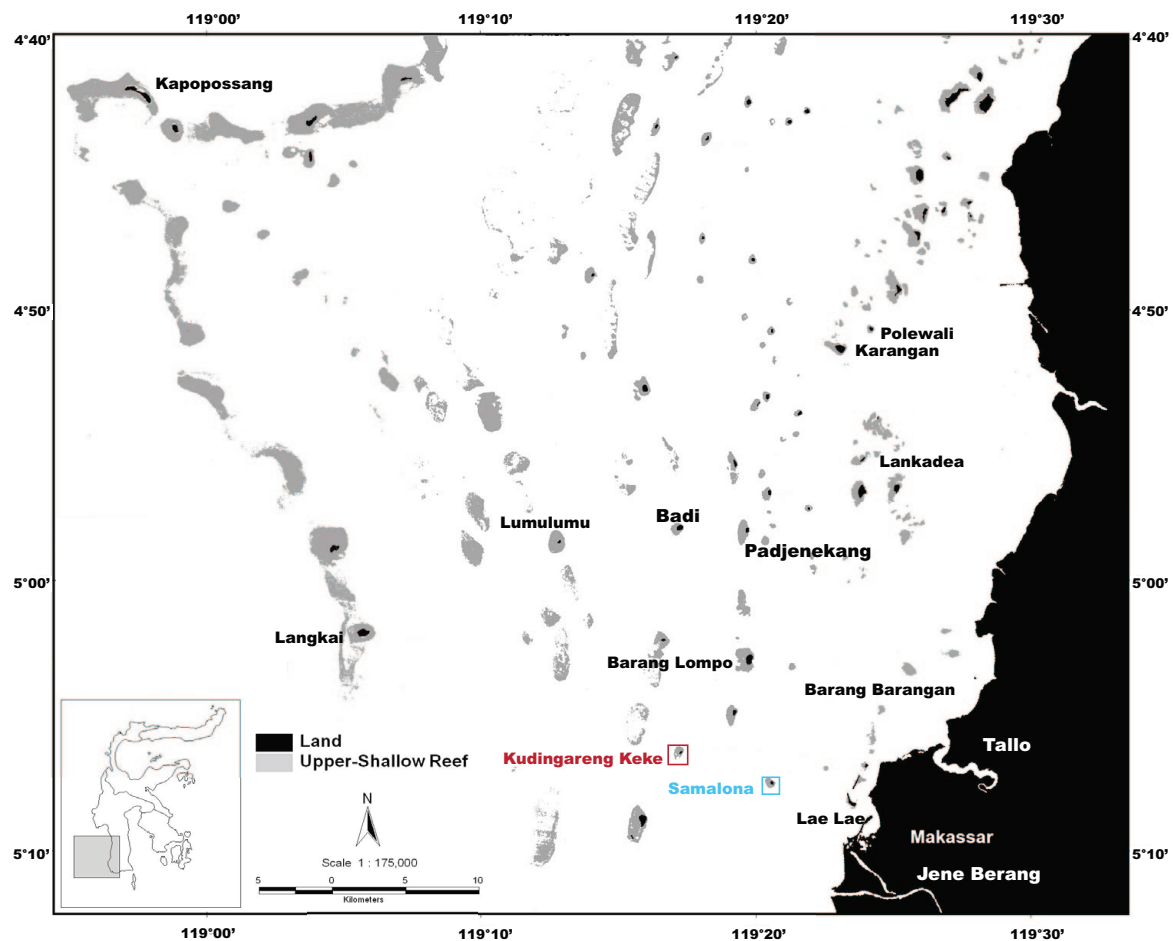 119°00' 119°10' 119°20' 119°30'
4°40' 4°40'
Kapopossang
4°50' 4°50'
Polewali
Karangan
Lankadea
Lumulumu Badi
Padjenekang
5°00' 5°00'
Langkai
Barang Lompo
Barang Barangan
Land
Upper-Shallow Reef
Kudingareng Keke
Tallo
Samalona
Lae Lae
N
Makassar
Scale 1 : 175,000
5°10' 5°10'
Jene Berang
5 0 5 10
Kilometers
119°00' 119°10' 119°20' 119°30'